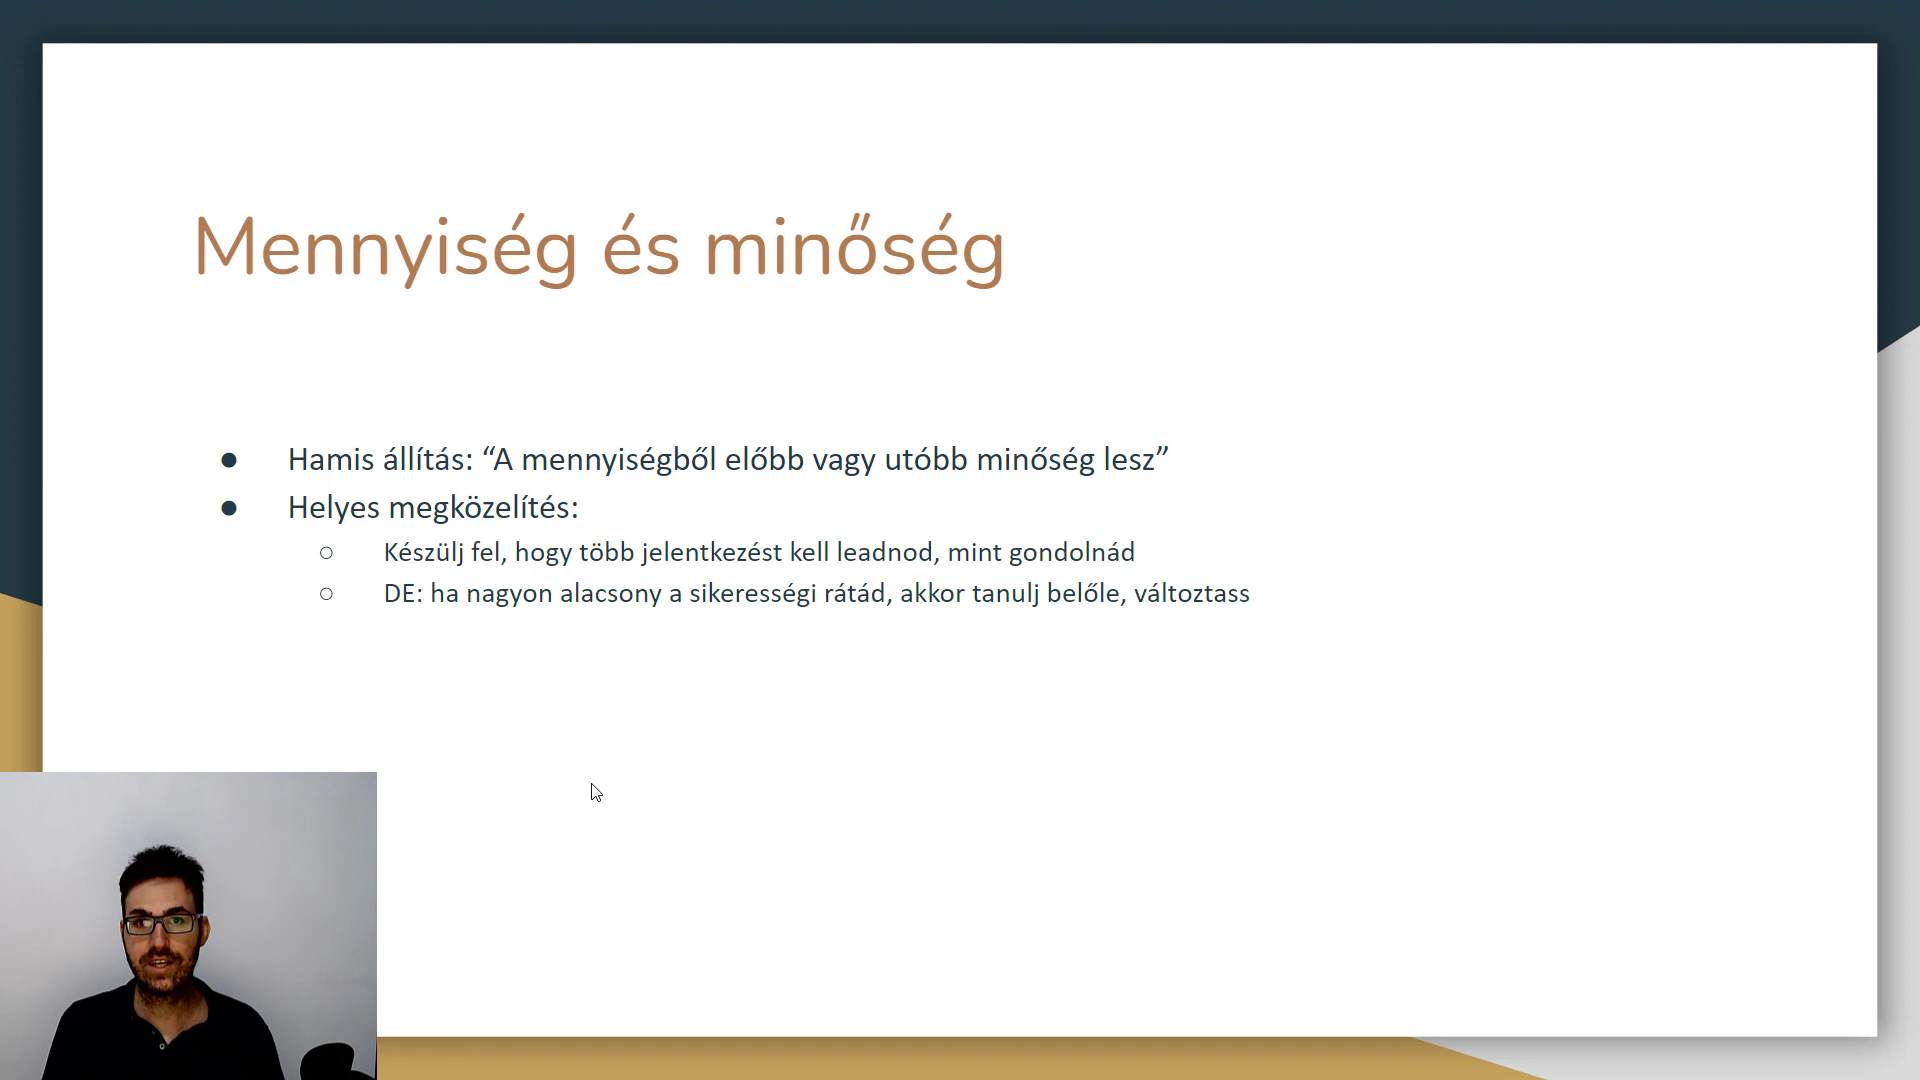 Mennyiség és minőség
● Hamis állítás: “A mennyiségből előbb vagy utóbb minőség lesz”
● Helyes megközelítés:
○ Készülj fel, hogy több jelentkezést kell leadnod, mint gondolnád
○ DE: ha nagyon alacsony a sikerességi rátád, akkor tanulj belőle, változtass